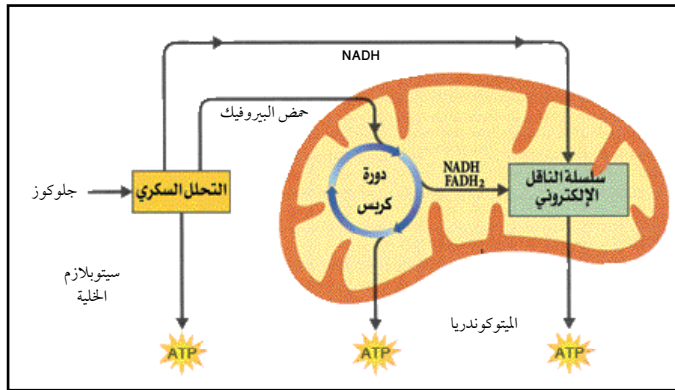 NADH
حمض البيروفيك
جلوكوز
التحلل السكري
دورة
كربس
NADH
FADH₂
سلسلة الناقل
الإلكتروني
سيتوبلازم
الخلية
الميتوكوندريا
ATP
ATP
ATP